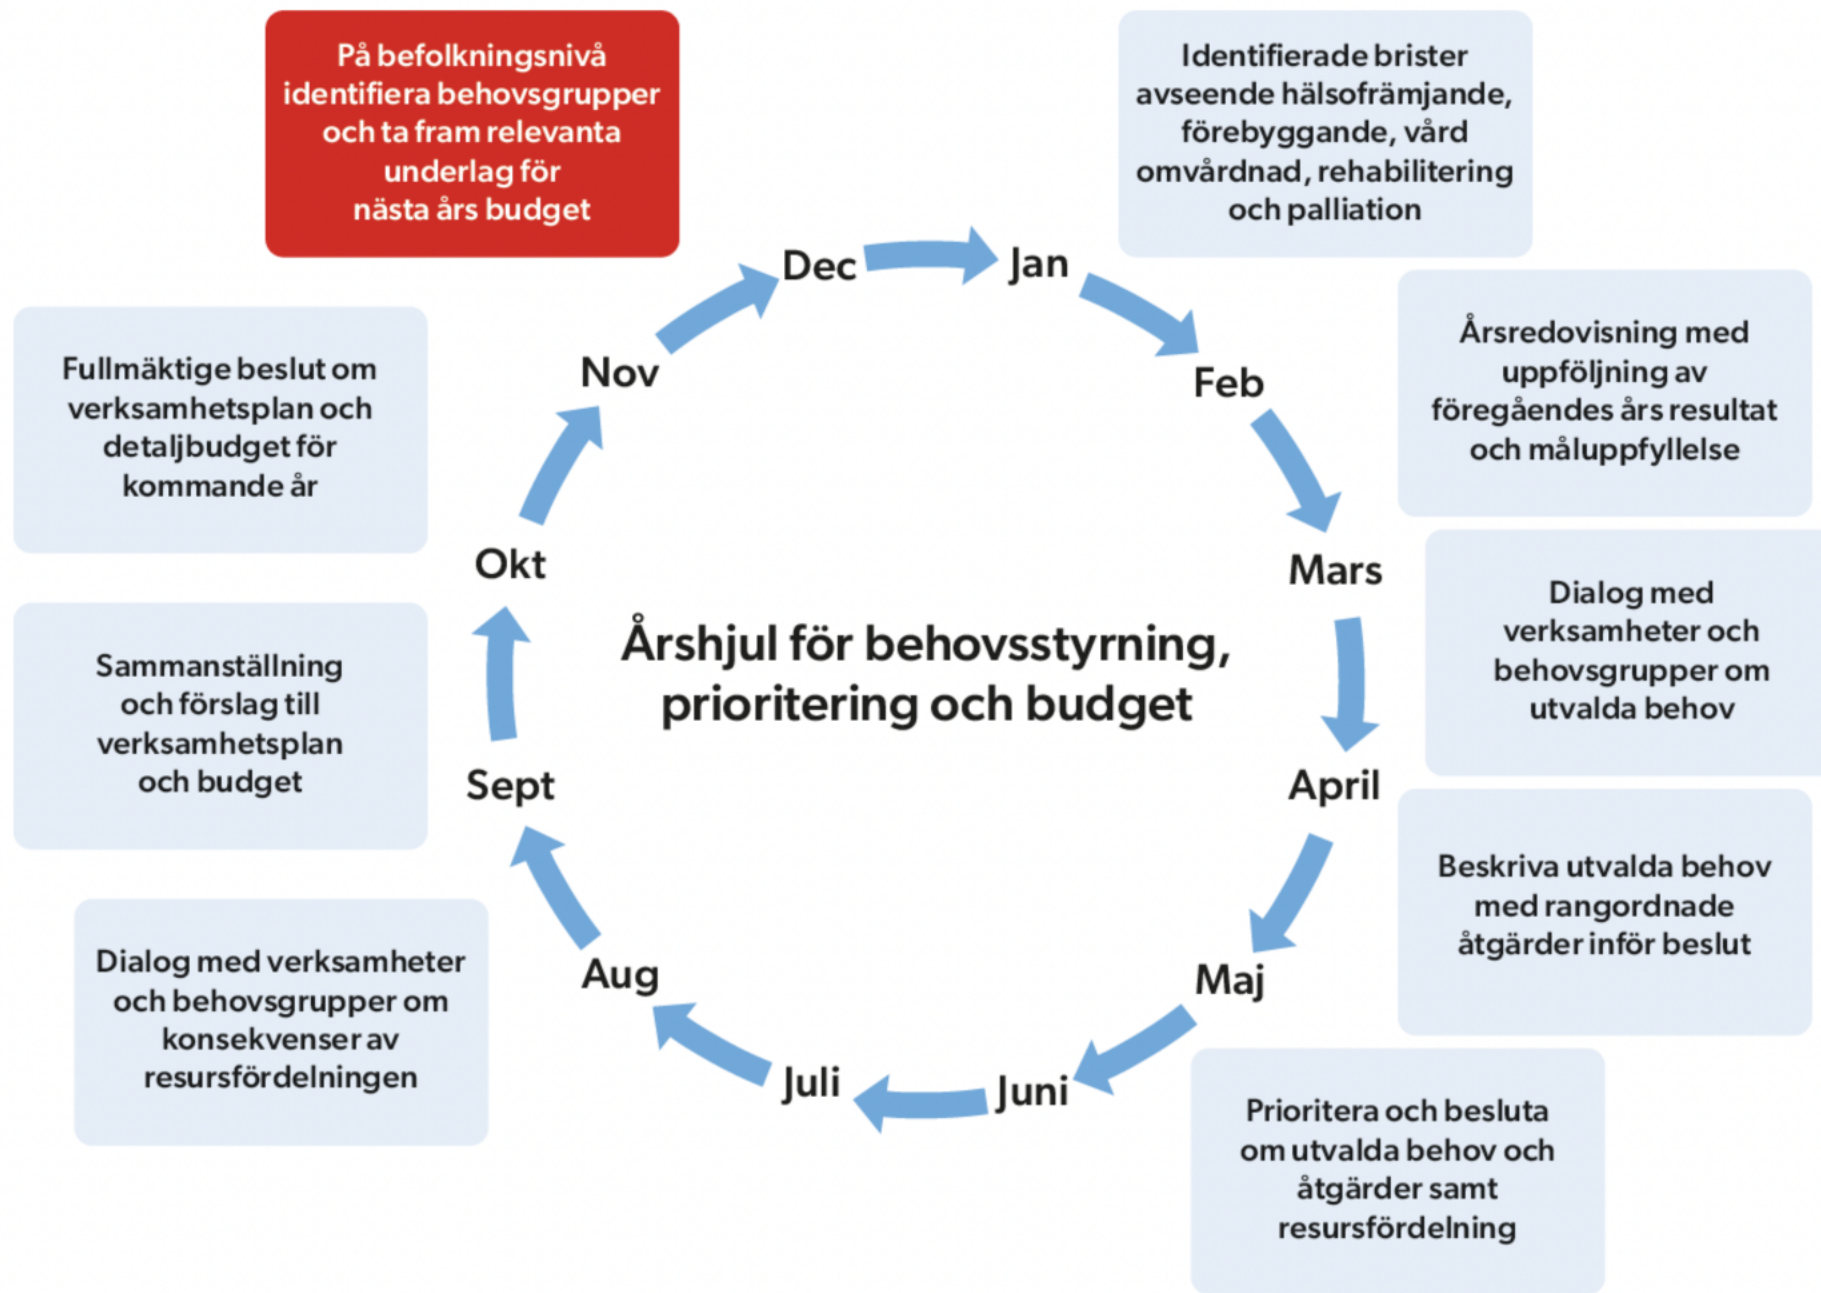 På befolkningsnivå
identifiera behovsgrupper
och ta fram relevanta
underlag för
nästa års budget
Identifierade brister
avseende hälsofrämjande,
förebyggande, vård
omvårdnad, rehabilitering
och palliation
Årsredovisning med
uppföljning av
föregåendes års resultat
och måluppfyllelse
Dialog med
verksamheter och
behovsgrupper om
utvalda behov
Beskriva utvalda behov
med rangordnade
åtgärder inför beslut
Prioritera och besluta
om utvalda behov och
åtgärder samt
resursfördelning
Dialog med verksamheter
och behovsgrupper om
konsekvenser av
resursfördelningen
Sammanställning
och förslag till
verksamhetsplan
och budget
Fullmäktige beslut om
verksamhetsplan och
detaljbudget för
kommande år
Jan
Feb
Mars
April
Maj
Juni
Juli
Aug
Sept
Okt
Nov
Dec
Årshjul för behovsstyrning,
prioritering och budget